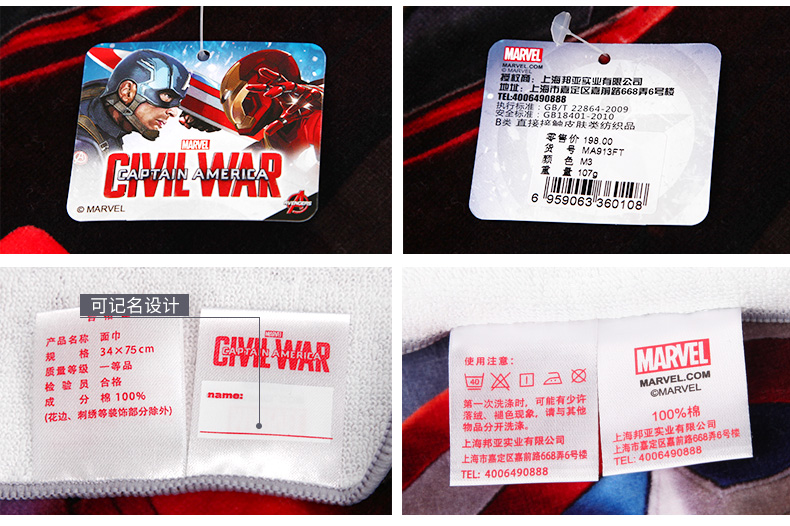 MARVEL
CIVIL WAR
CAPTAIN AMERICA
AVENGERS
© MARVEL
MARVEL
MARVEL.COM
© MARVEL
授权商：上海邦亚实业有限公司
地址：上海市嘉定区嘉前路668弄6号楼
TEL:4006490888
执行标准：GB/T 22864-2009
安全标准：GB18401-2010
B类 直接接触皮肤类纺织品
零售价 198.00
货 号 MA913FT
颜 色 M3
重 量 107g
6 959063 360108
可记名设计
产品名称 面巾
规 格 34×75cm
质量等级 一等品
检 验 员 合格
成 分 棉 100%
(花边、刺绣等装饰部分除外)
MARVEL
CIVIL WAR
CAPTAIN AMERICA
name:
使用注意：
40
第一次洗涤时，可能有少许
落绒、褪色现象，请与其他
物品分开洗涤。
上海邦亚实业有限公司
上海市嘉定区嘉前路668弄6号楼
TEL: 4006490888
MARVEL
MARVEL.COM
©MARVEL
100%棉
上海邦亚实业有限公司
上海市嘉定区嘉前路668弄6号楼
TEL: 4006490888